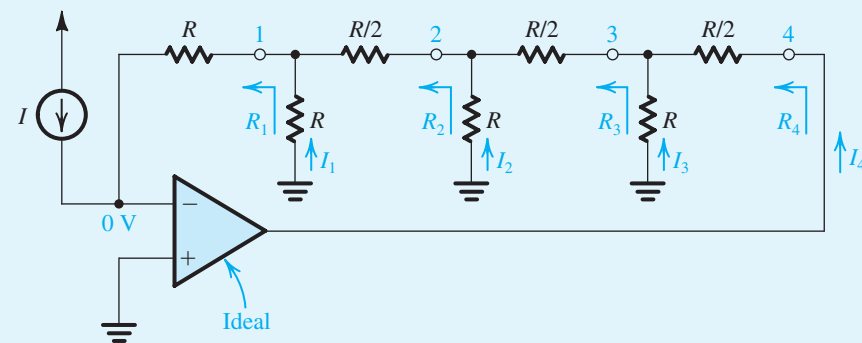 R 1 R/2 2 R/2 3 R/2 4
I R₁ R R₂ R R₃ R R₄
I₁ I₂ I₃ I₄
0 V −
+
Ideal